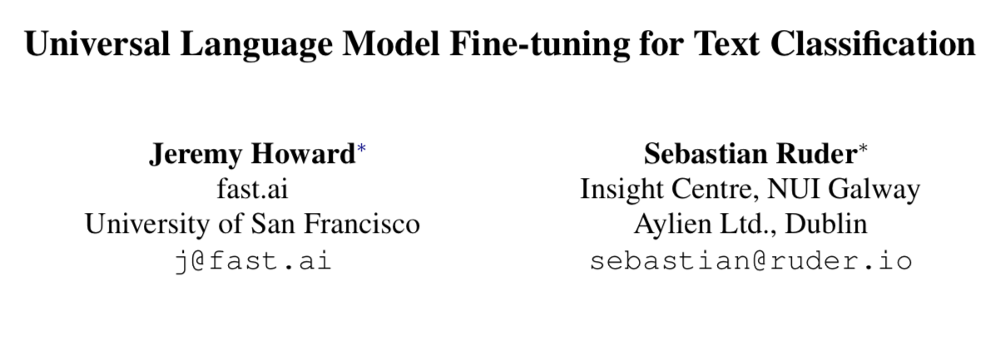 Universal Language Model Fine-tuning for Text Classification
Jeremy Howard*
fast.ai
University of San Francisco
j@fast.ai
Sebastian Ruder*
Insight Centre, NUI Galway
Aylien Ltd., Dublin
sebastian@ruder.io